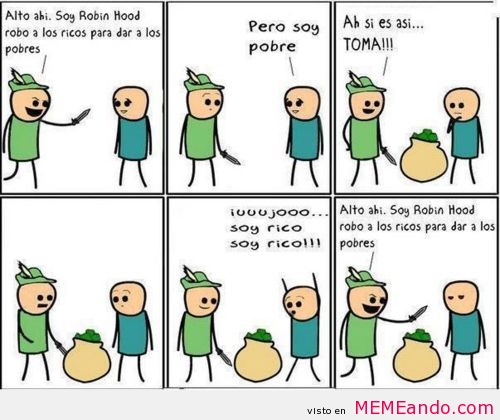 Alto ahi. Soy Robin Hood
robo a los ricos para dar a los
pobres
Pero soy
pobre
Ah si es asi...
TOMA!!!
iuuujooo...
soy rico
soy rico!!!
Alto ahi. Soy Robin Hood
robo a los ricos para dar a los
pobres
visto en MEMEando.com